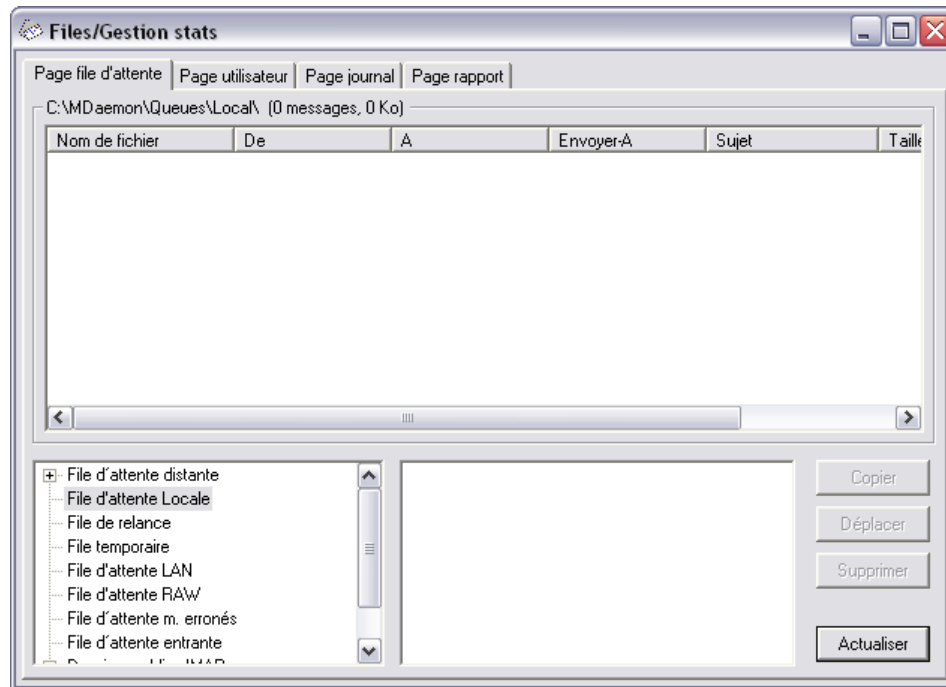 Files/Gestion stats
Page file d'attente Page utilisateur Page journal Page rapport
C:\MDaemon\Queues\Local\ (0 messages, 0 Ko)
Nom de fichier De A Envoyer-A Sujet Taille
File d´attente distante
File d'attente Locale
File de relance
File temporaire
File d'attente LAN
File d'attente RAW
File d´attente m. erronés
File d´attente entrante
Copier
Déplacer
Supprimer
Actualiser